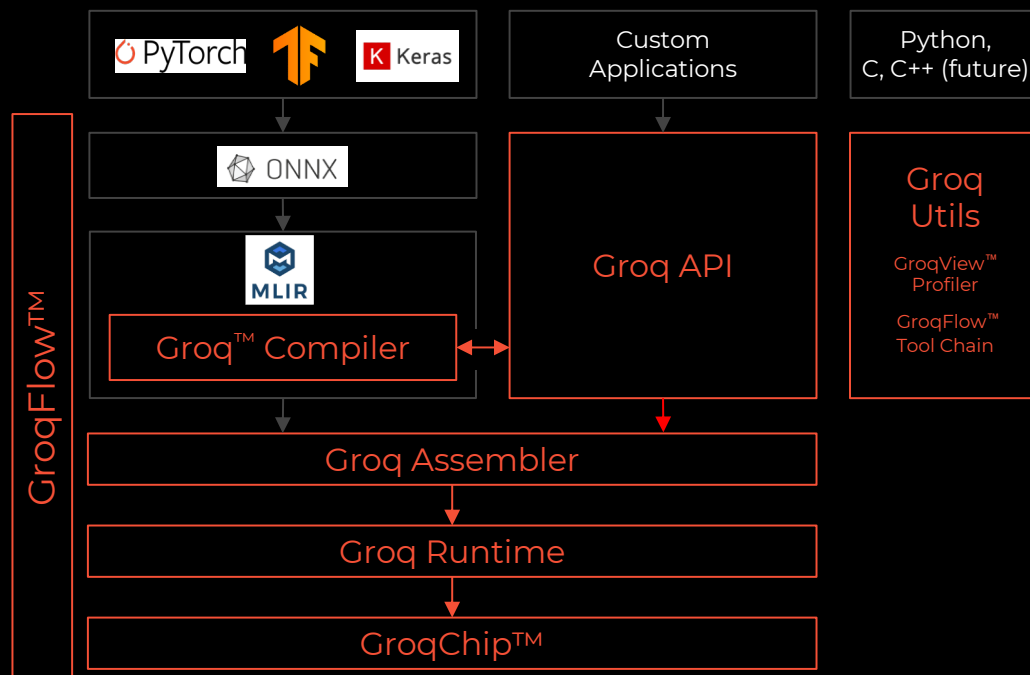 PyTorch
TF
K Keras
Custom
Applications
Python,
C, C++ (future)
GroqFlow™
ONNX
MLIR
Groq™ Compiler
Groq API
Groq
Utils
GroqView™
Profiler
GroqFlow™
Tool Chain
Groq Assembler
Groq Runtime
GroqChip™